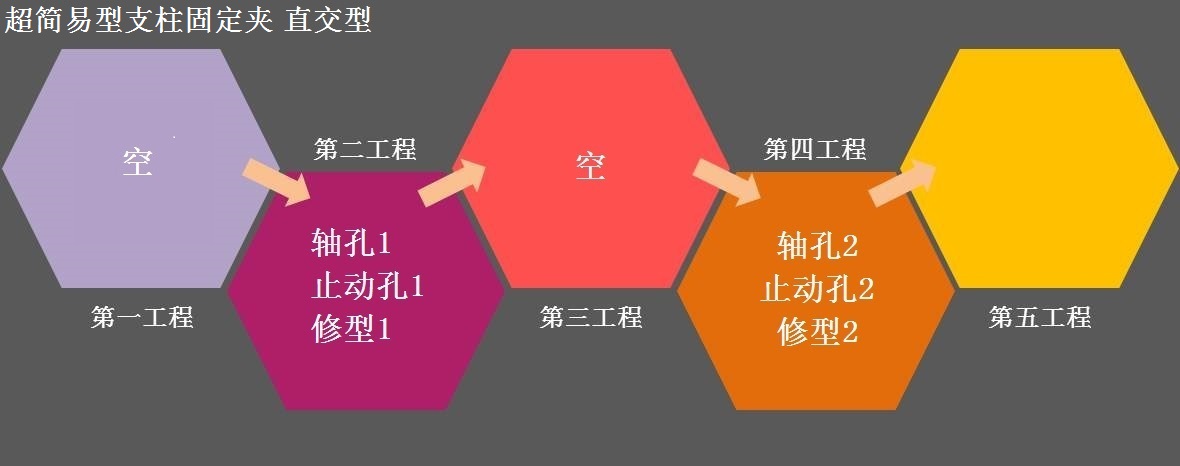 超简易型支柱固定夹 直交型
空
第一工程
第二工程
轴孔1
止动孔1
修型1
空
第三工程
第四工程
轴孔2
止动孔2
修型2
第五工程